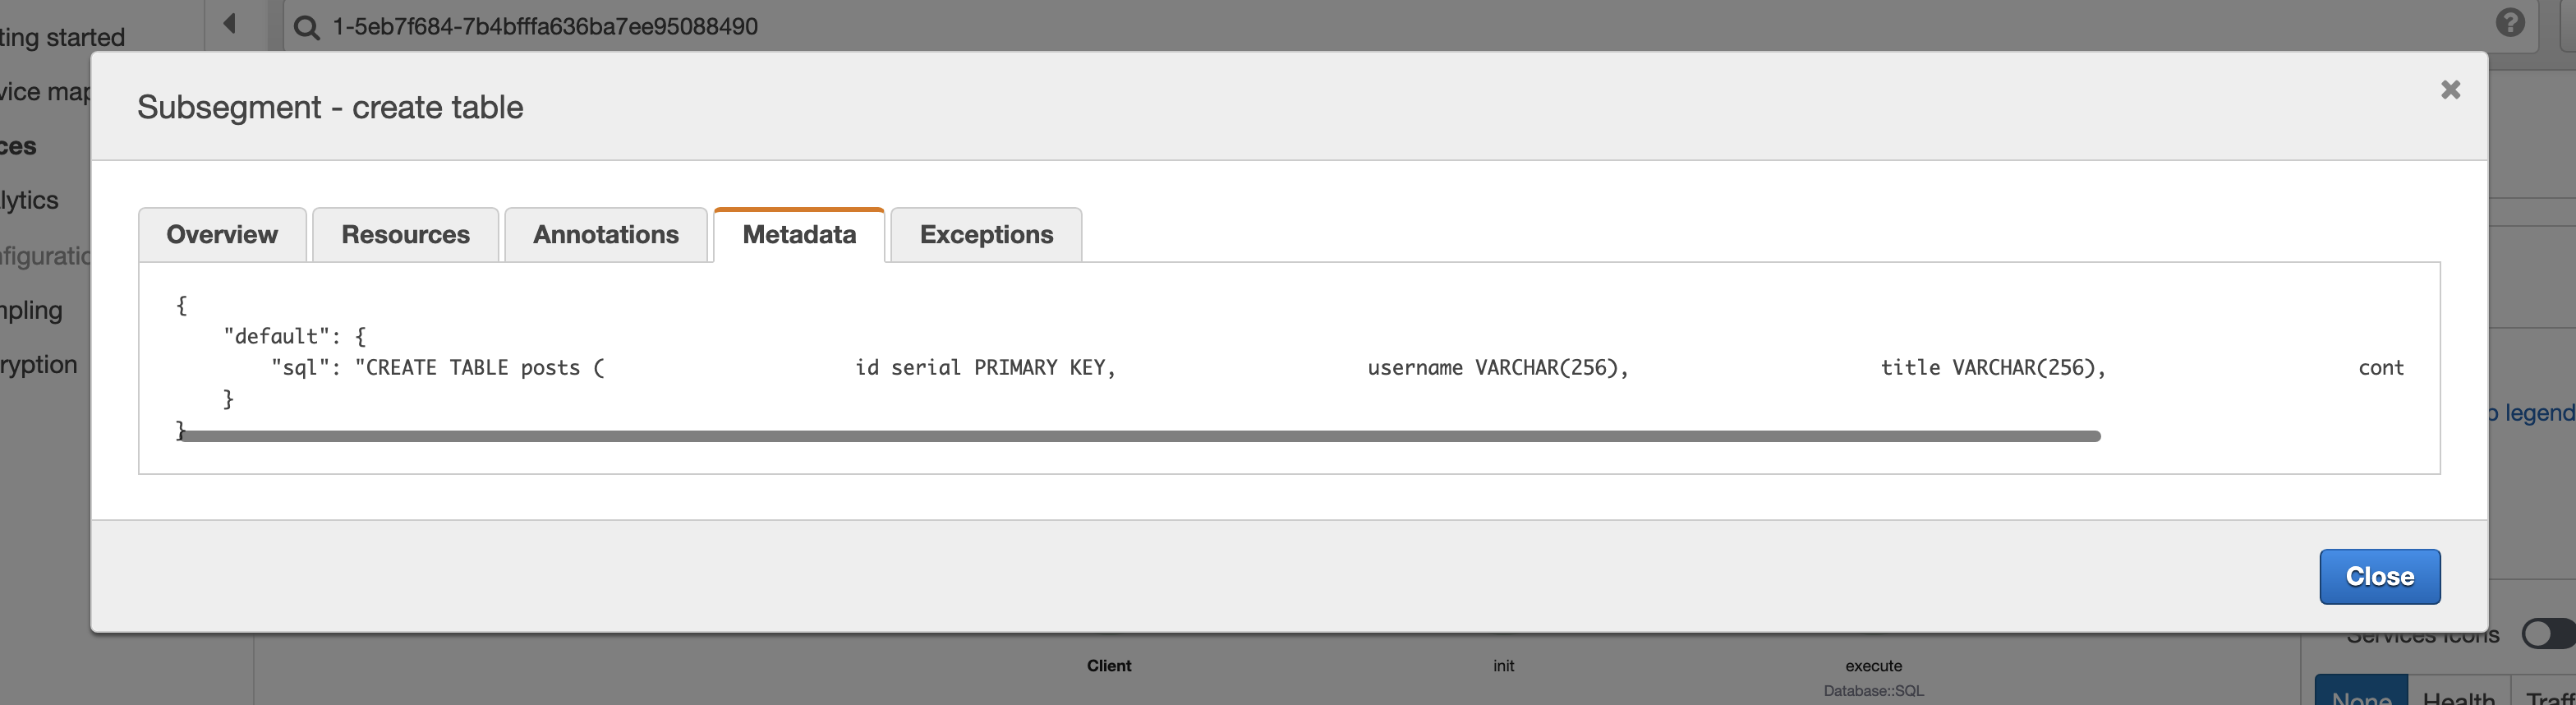 ting started
1-5eb7f684-7b4bfffa636ba7ee95088490
?
vice map
Subsegment - create table
ces
lytics
Overview Resources Annotations Metadata Exceptions
nfiguratic
{
npling
"default": {
ryption
"sql": "CREATE TABLE posts ( id serial PRIMARY KEY, username VARCHAR(256), title VARCHAR(256), cont
}
}
p legend
Close
Services Icons
Client init execute
Database::SQL
None Health Traff